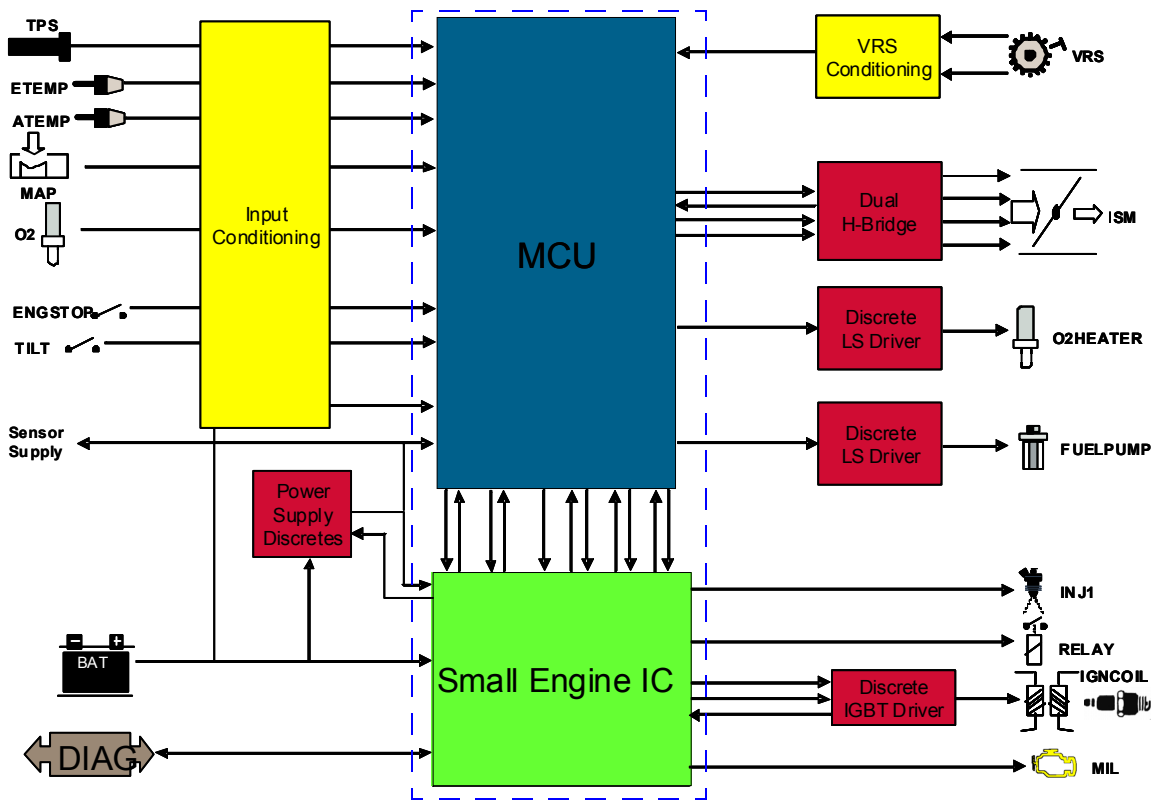 TPS
ETEMP
ATEMP
MAP
O2
ENGSTOP
TILT
Sensor
Supply
Input
Conditioning
Power
Supply
Discretes
BAT
DIAG
MCU
Small Engine IC
VRS
Conditioning
VRS
Dual
H-Bridge
ISM
Discrete
LS Driver
O2HEATER
Discrete
LS Driver
FUELPUMP
INJ1
RELAY
Discrete
IGBT Driver
IGNCOIL
MIL